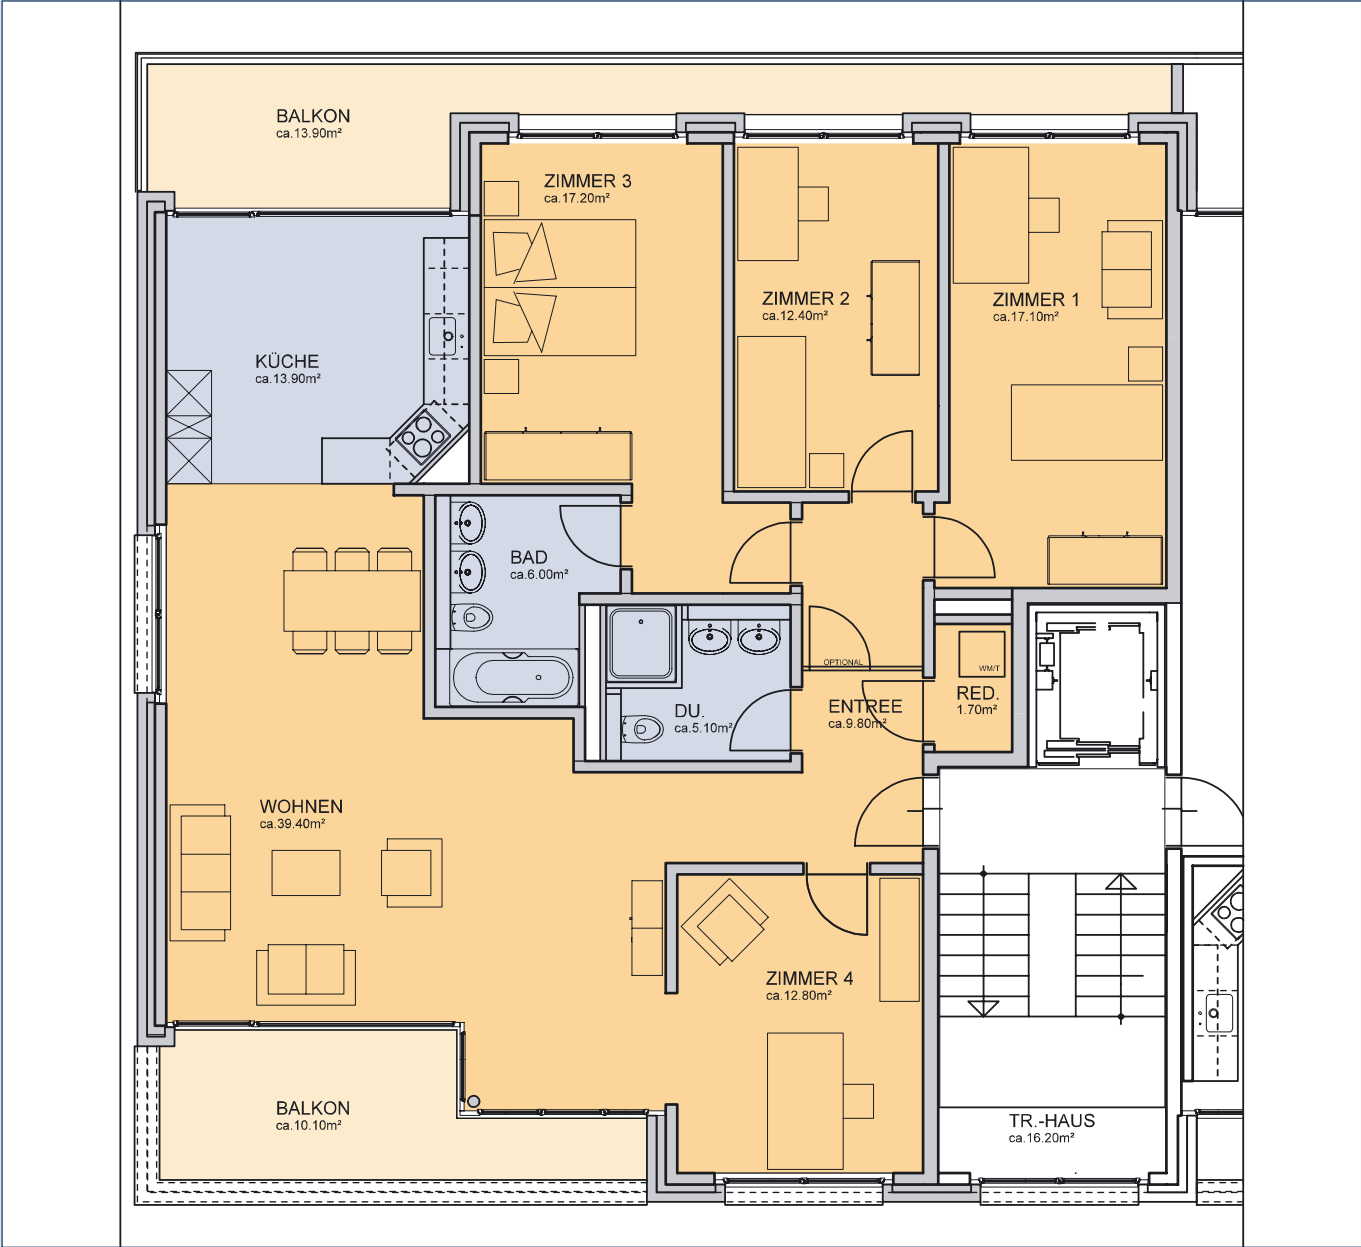 BALKON
ca.13.90m²
ZIMMER 3
ca.17.20m²
ZIMMER 2
ca.12.40m²
ZIMMER 1
ca.17.10m²
KÜCHE
ca.13.90m²
BAD
ca.6.00m²
OPTIONAL
WM/T
RED.
1.70m²
DU.
ca.5.10m²
ENTREE
ca.9.80m²
WOHNEN
ca.39.40m²
ZIMMER 4
ca.12.80m²
BALKON
ca.10.10m²
TR.-HAUS
ca.16.20m²